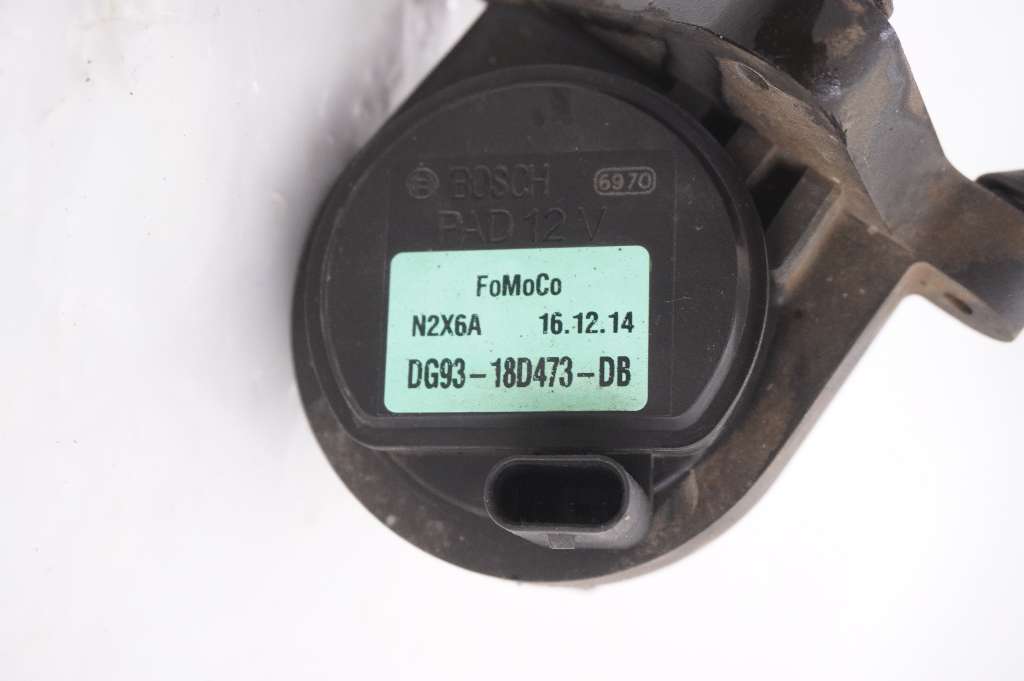 BOSCH 6970
PAD 12 V
FoMoCo
N2X6A 16.12.14
DG93-18D473-DB